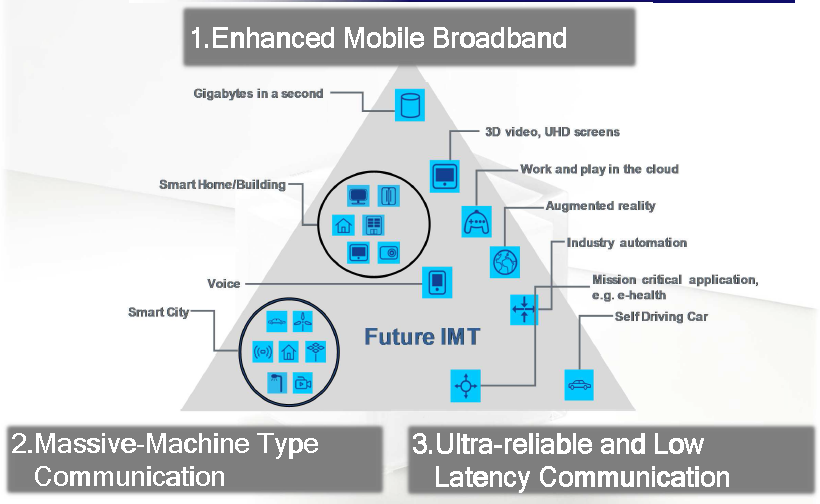 1.Enhanced Mobile Broadband
Gigabytes in a second
3D video, UHD screens
Smart Home/Building
Work and play in the cloud
Augmented reality
Industry automation
Voice
Mission critical application,
e.g. e-health
Smart City
Self Driving Car
Future IMT
2.Massive-Machine Type
Communication
3.Ultra-reliable and Low
Latency Communication